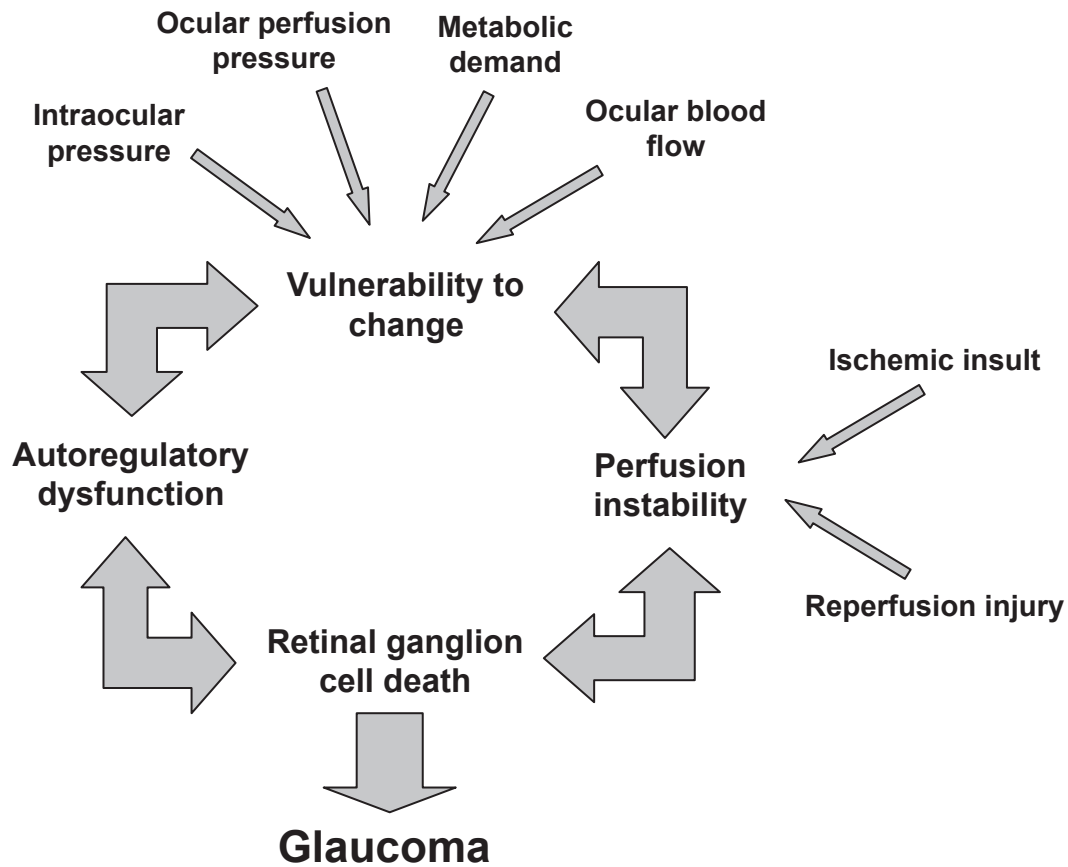 Ocular perfusion
pressure
Metabolic
demand
Intraocular
pressure
Ocular blood
flow
Vulnerability to
change
Ischemic insult
Autoregulatory
dysfunction
Perfusion
instability
Reperfusion injury
Retinal ganglion
cell death
Glaucoma